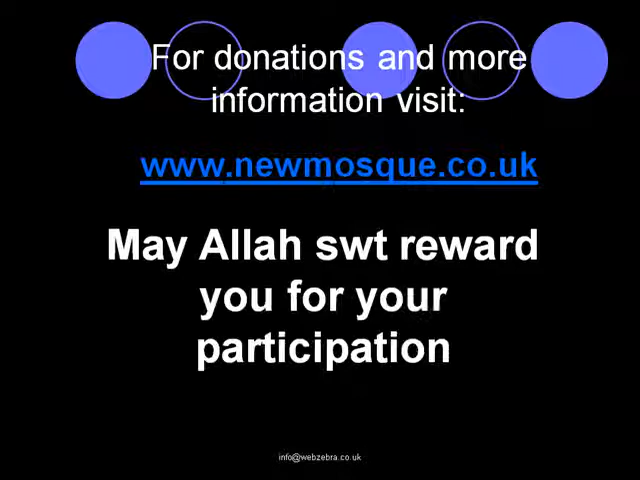 For donations and more
information visit:
www.newmosque.co.uk
May Allah swt reward
you for your
participation
info@webzebra.co.uk